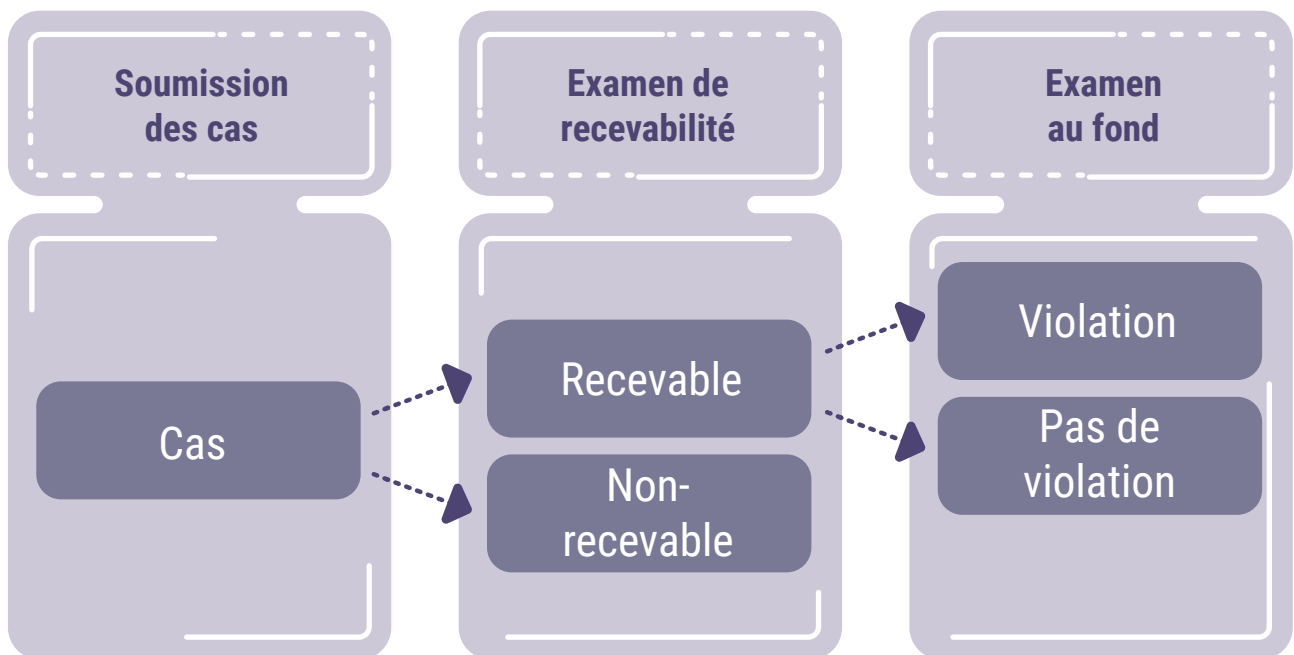 Soumission
des cas
Examen de
recevabilité
Examen
au fond
Cas
Recevable
Non-
recevable
Violation
Pas de
violation